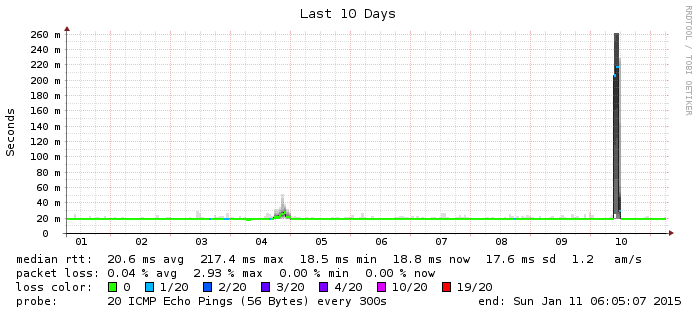 Last 10 Days
RRDTOOL / TOBI OETIKER
Seconds
260 m
240 m
220 m
200 m
180 m
160 m
140 m
120 m
100 m
80 m
60 m
40 m
20 m
0
01 02 03 04 05 06 07 08 09 10
median rtt: 20.6 ms avg 217.4 ms max 18.5 ms min 18.8 ms now 17.6 ms sd 1.2 am/s
packet loss: 0.04 % avg 2.93 % max 0.00 % min 0.00 % now
loss color: 0 1/20 2/20 3/20 4/20 10/20 19/20
probe: 20 ICMP Echo Pings (56 Bytes) every 300s end: Sun Jan 11 06:05:07 2015